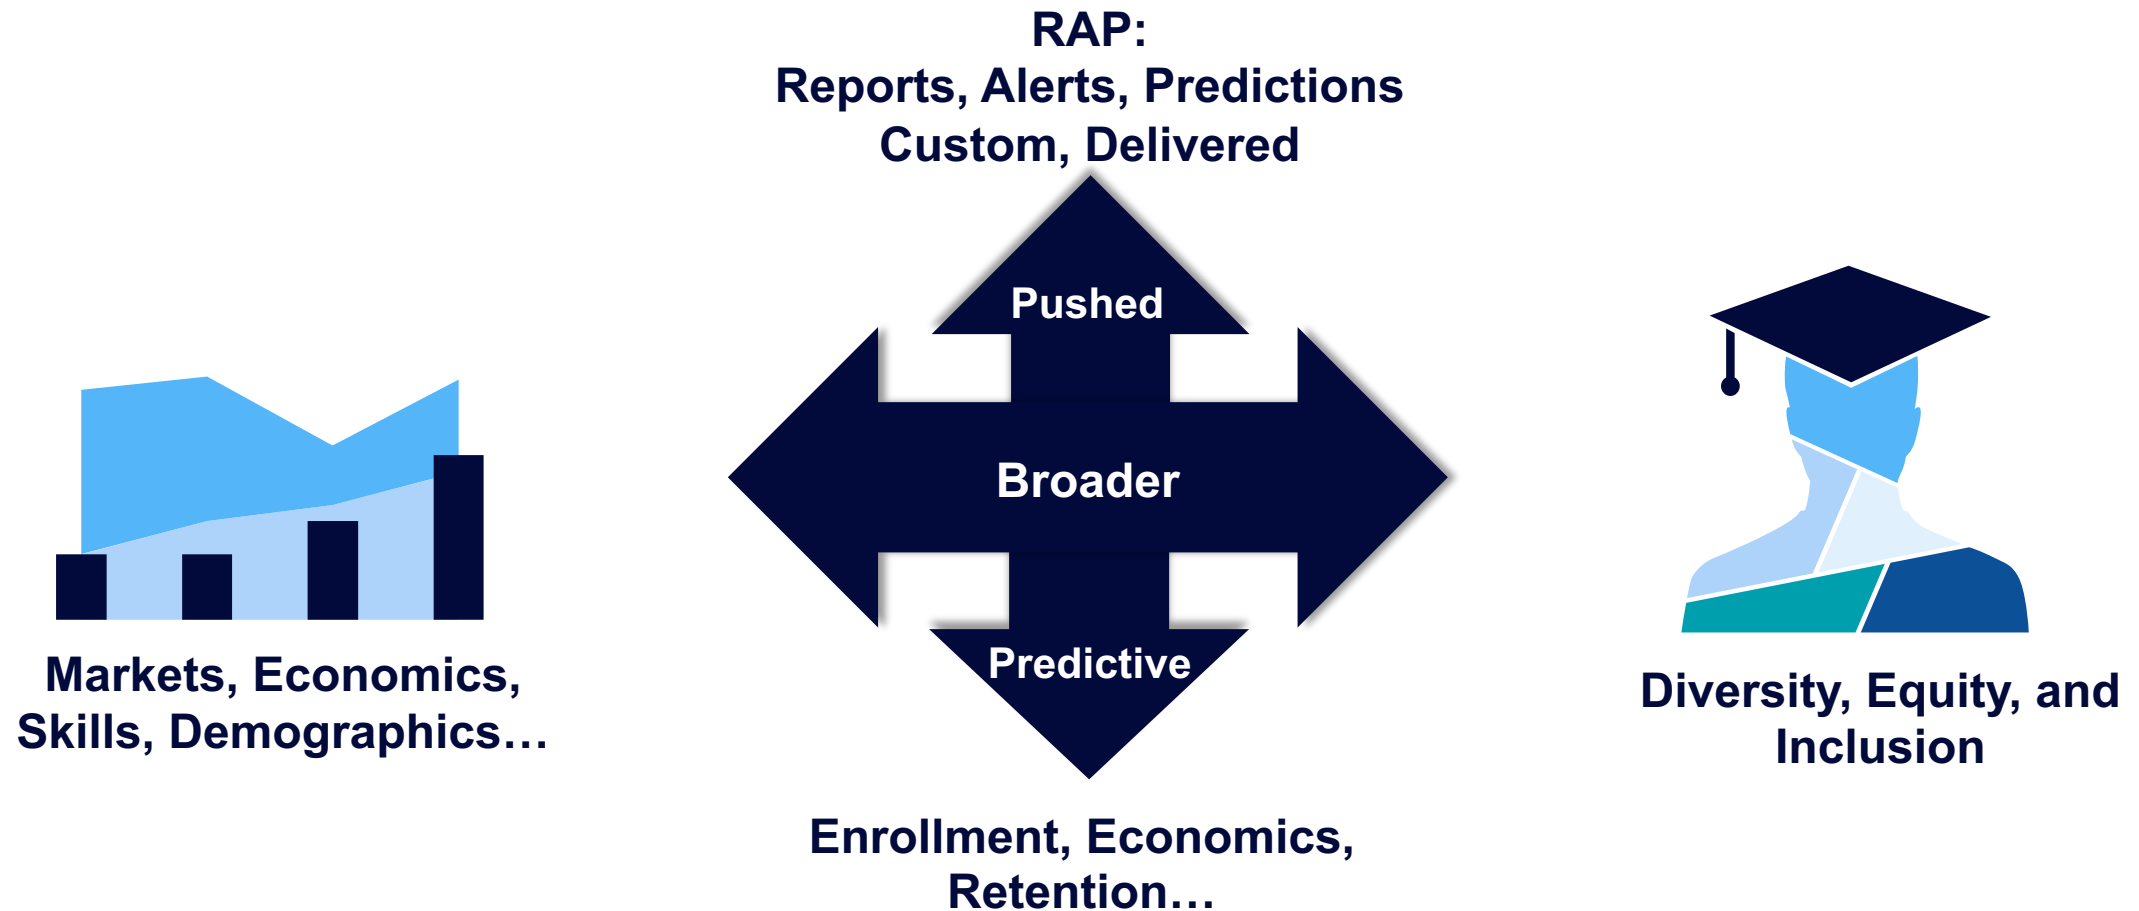 RAP:
Reports, Alerts, Predictions
Custom, Delivered
Pushed
Broader
Predictive
Markets, Economics,
Skills, Demographics…
Diversity, Equity, and
Inclusion
Enrollment, Economics,
Retention…